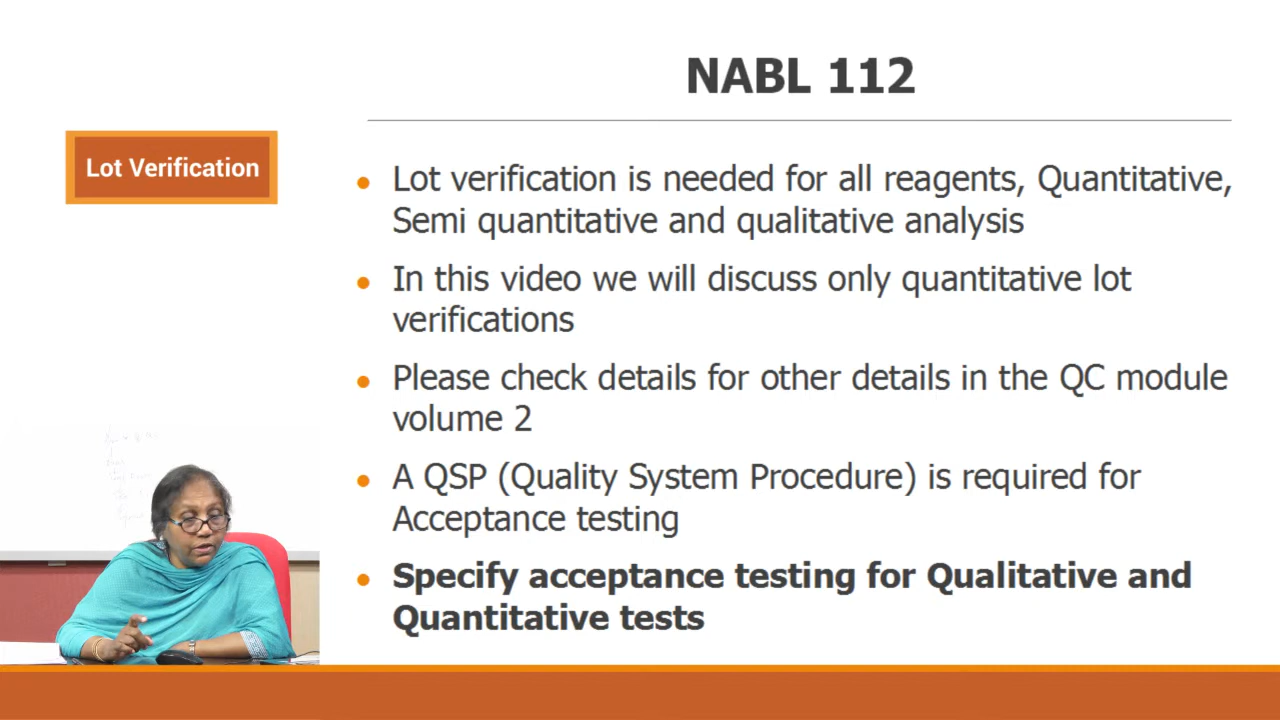 NABL 112
Lot Verification
Lot verification is needed for all reagents, Quantitative,
Semi quantitative and qualitative analysis
In this video we will discuss only quantitative lot
verifications
Please check details for other details in the QC module
volume 2
A QSP (Quality System Procedure) is required for
Acceptance testing
Specify acceptance testing for Qualitative and
Quantitative tests